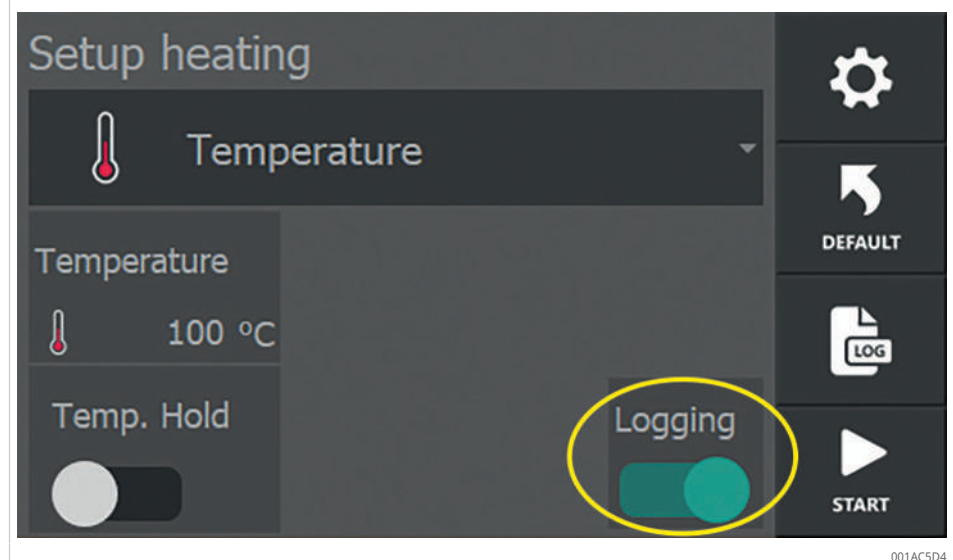 Setup heating
Temperature
DEFAULT
Temperature
100 °C
LOG
Temp. Hold
Logging
START
001AC5D4